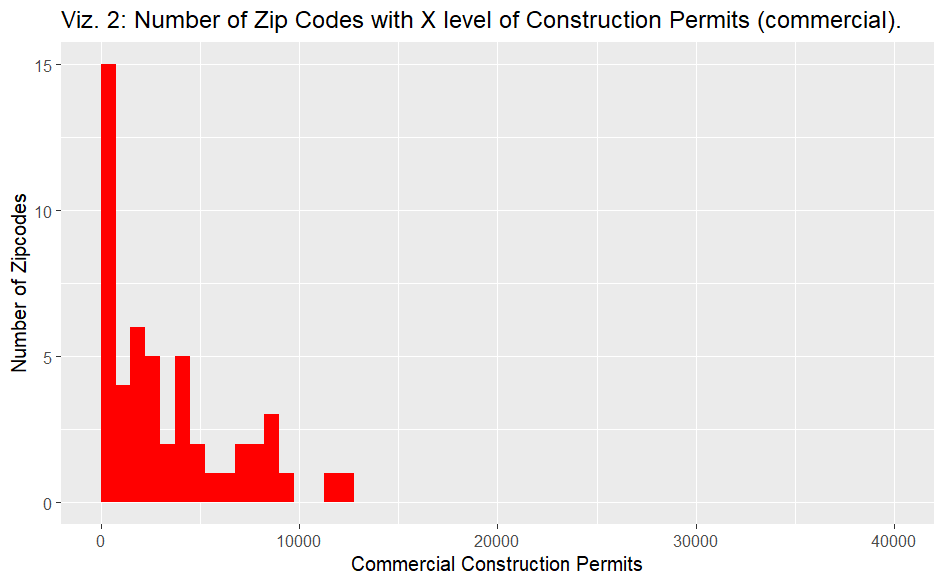 Viz. 2: Number of Zip Codes with X level of Construction Permits (commercial).
15
10
5
0
Number of Zipcodes
0 10000 20000 30000 40000
Commercial Construction Permits